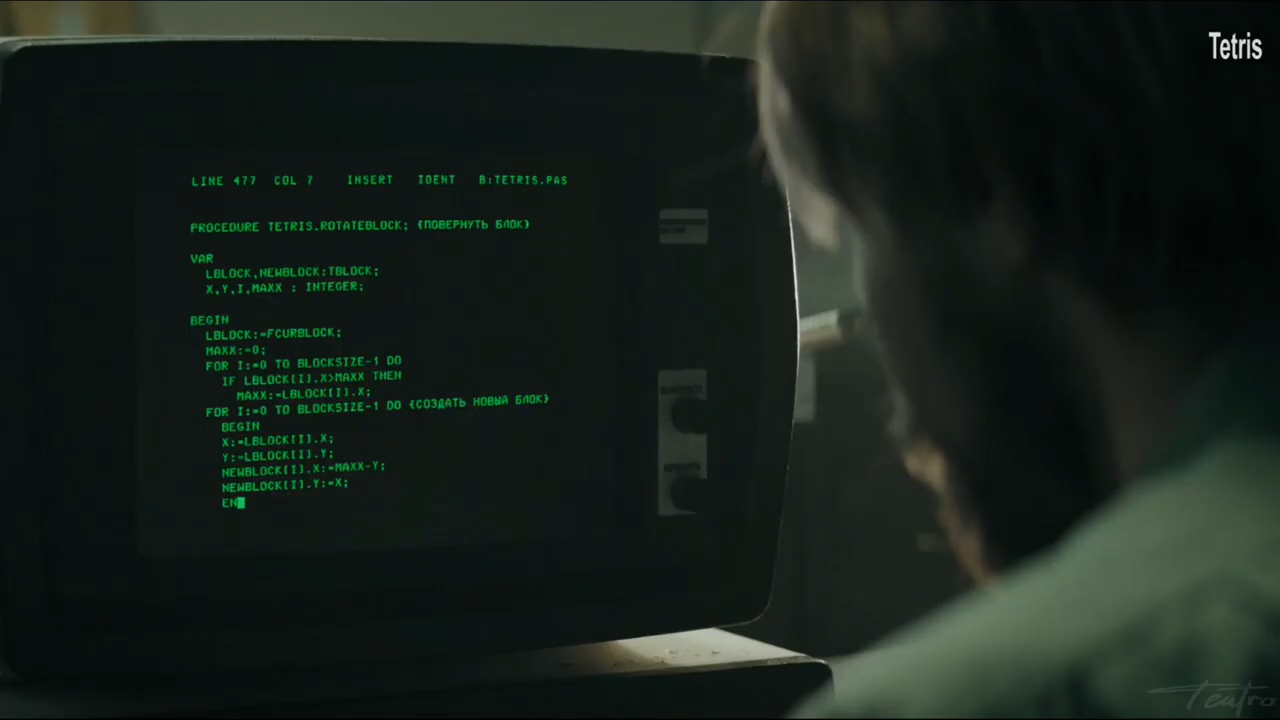 Tetris
LINE 477 COL 7 INSERT IDENT B:TETRIS.PAS
PROCEDURE TETRIS.ROTATEBLOCK; {ПОВЕРНУТЬ БЛОК}
VAR
LBLOCK,NEWBLOCK:TBLOCK;
X,Y,I,MAXX : INTEGER;
BEGIN
LBLOCK:=FCURBLOCK;
MAXX:=0;
FOR I:=0 TO BLOCKSIZE-1 DO
IF LBLOCK[I].X>MAXX THEN
MAXX:=LBLOCK[I].X;
FOR I:=0 TO BLOCKSIZE-1 DO {СОЗДАТЬ НОВЫЙ БЛОК}
BEGIN
X:=LBLOCK[I].X;
Y:=LBLOCK[I].Y;
NEWBLOCK[I].X:=MAXX-Y;
NEWBLOCK[I].Y:=X;
EN
Teatro